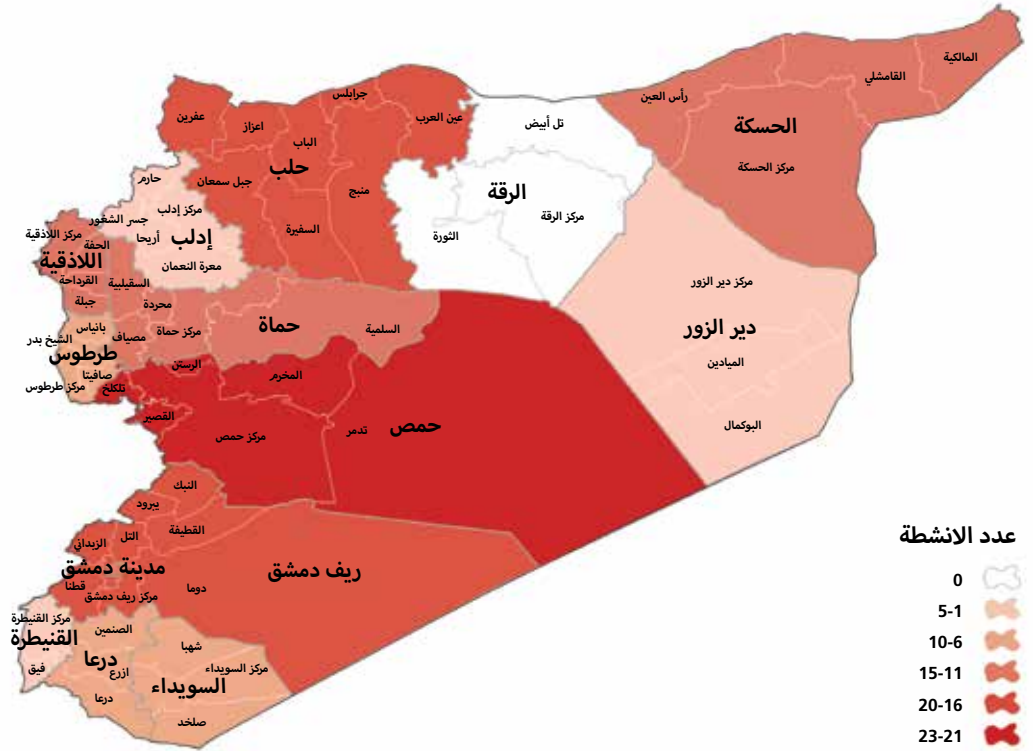 المالكية
القامشلي
رأس العين
الحسكة
مركز الحسكة
جرابلس
عين العرب
عفرين
اعزاز
الباب
حلب
جبل سمعان
منبج
السفيرة
تل أبيض
الرقة
مركز الرقة
الثورة
حارم
مركز إدلب
جسر الشغور
أريحا
إدلب
معرة النعمان
مركز اللاذقية
الحفة
اللاذقية
القرداحة
جبلة
السقيلبية
محردة
حماة
مركز حماة
السلمية
مصياف
بانياس
الشيخ بدر
طرطوس
صافيتا
مركز طرطوس
تلكلخ
الرستن
المخرم
القصير
مركز حمص
تدمر
حمص
مركز دير الزور
دير الزور
الميادين
البوكمال
النبك
يبرود
القطيفة
التل
الزبداني
مدينة دمشق
قطنا
مركز ريف دمشق
دوما
ريف دمشق
مركز القنيطرة
القنيطرة
فيق
الصنمين
درعا
ازرع
درعا
شهبا
مركز السويداء
السويداء
صلخد
عدد الانشطة
0
5-1
10-6
15-11
20-16
23-21